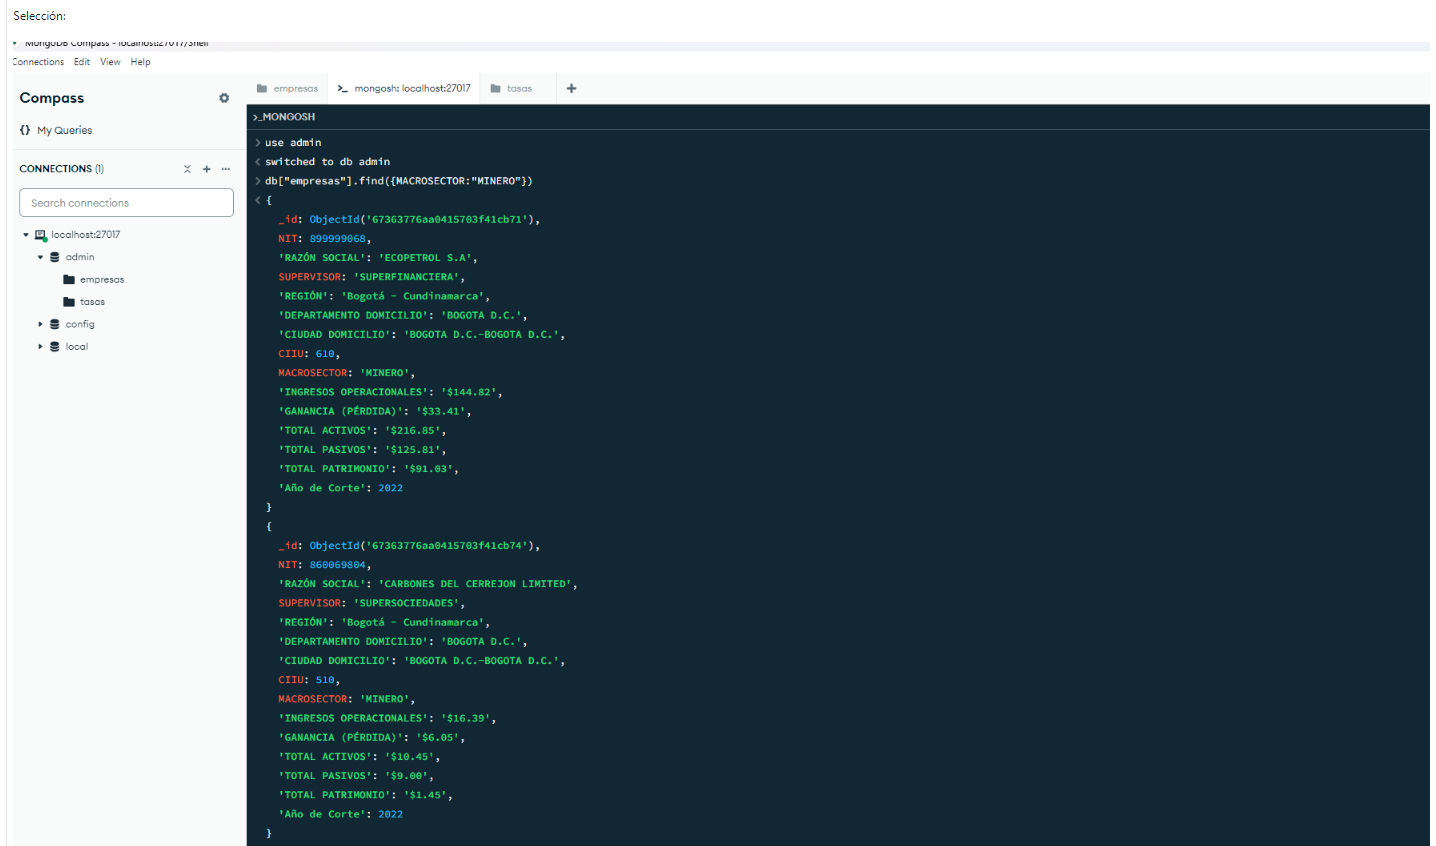 Selección:
MongoDB Compass - localhost:27017/Shell
Connections Edit View Help
Compass
{} My Queries
CONNECTIONS (1)
Search connections
localhost:27017
admin
empresas
tasas
config
local
empresas
>_ mongosh: localhost:27017
tasas
>_MONGOSH
> use admin
< switched to db admin
> db["empresas"].find({MACROSECTOR:"MINERO"})
< {
_id: ObjectId('67363776aa0415703f41cb71'),
NIT: 899999068,
'RAZÓN SOCIAL': 'ECOPETROL S.A',
SUPERVISOR: 'SUPERFINANCIERA',
'REGIÓN': 'Bogotá - Cundinamarca',
'DEPARTAMENTO DOMICILIO': 'BOGOTA D.C.',
'CIUDAD DOMICILIO': 'BOGOTA D.C.-BOGOTA D.C.',
CIIU: 610,
MACROSECTOR: 'MINERO',
'INGRESOS OPERACIONALES': '$144.82',
'GANANCIA (PÉRDIDA)': '$33.41',
'TOTAL ACTIVOS': '$216.85',
'TOTAL PASIVOS': '$125.81',
'TOTAL PATRIMONIO': '$91.03',
'Año de Corte': 2022
}
{
_id: ObjectId('67363776aa0415703f41cb74'),
NIT: 860069804,
'RAZÓN SOCIAL': 'CARBONES DEL CERREJON LIMITED',
SUPERVISOR: 'SUPERSOCIEDADES',
'REGIÓN': 'Bogotá - Cundinamarca',
'DEPARTAMENTO DOMICILIO': 'BOGOTA D.C.',
'CIUDAD DOMICILIO': 'BOGOTA D.C.-BOGOTA D.C.',
CIIU: 510,
MACROSECTOR: 'MINERO',
'INGRESOS OPERACIONALES': '$16.39',
'GANANCIA (PÉRDIDA)': '$6.05',
'TOTAL ACTIVOS': '$10.45',
'TOTAL PASIVOS': '$9.00',
'TOTAL PATRIMONIO': '$1.45',
'Año de Corte': 2022
}